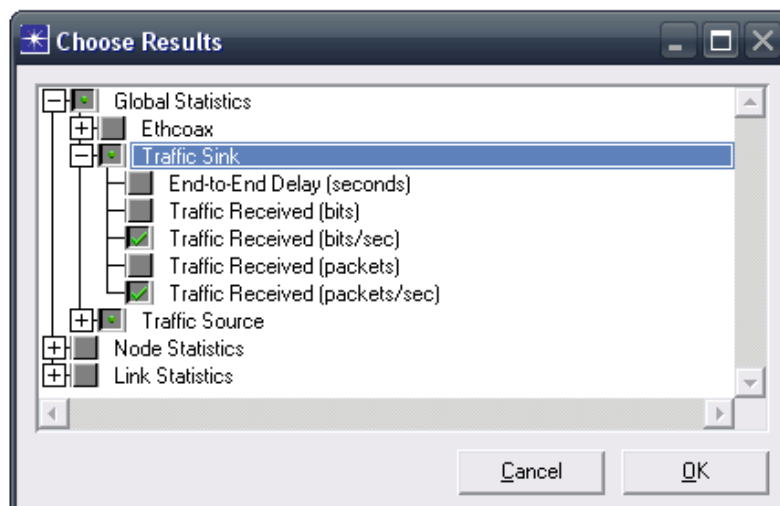 Choose Results
Global Statistics
Ethcoax
Traffic Sink
End-to-End Delay (seconds)
Traffic Received (bits)
Traffic Received (bits/sec)
Traffic Received (packets)
Traffic Received (packets/sec)
Traffic Source
Node Statistics
Link Statistics
Cancel OK